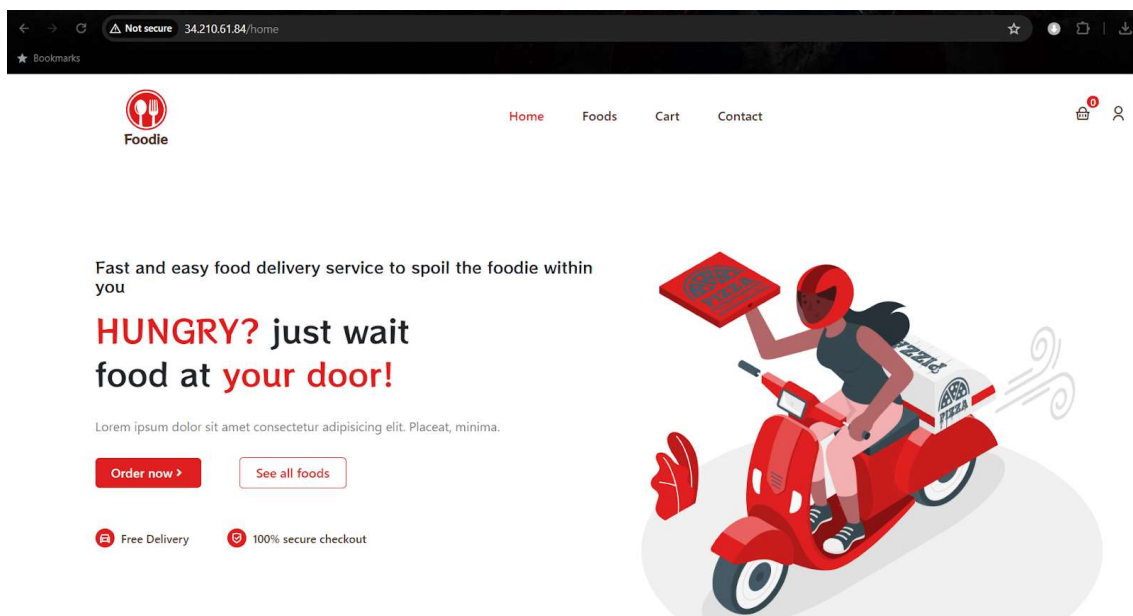 Not secure 34.210.61.84/home
Bookmarks
Foodie
Home Foods Cart Contact
0
Fast and easy food delivery service to spoil the foodie within
you
HUNGRY? just wait
food at your door!
Lorem ipsum dolor sit amet consectetur adipisicing elit. Placeat, minima.
Order now >
See all foods
Free Delivery
100% secure checkout
PIZZA
PIZZA
PIZZA